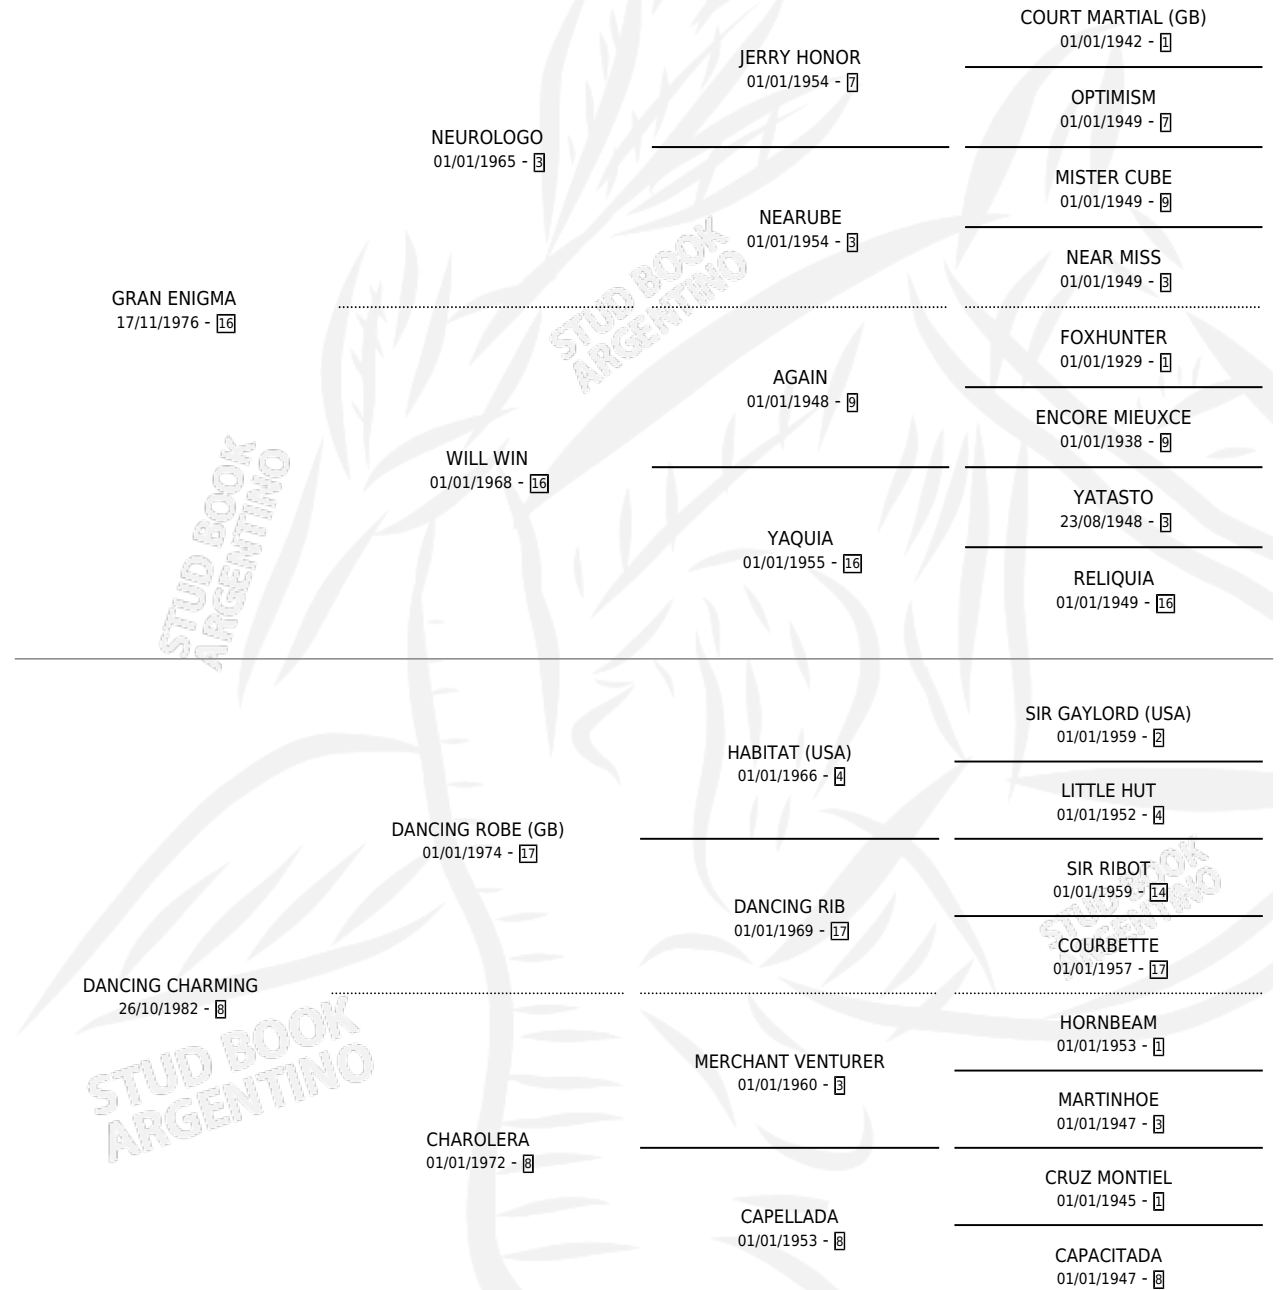 COURT MARTIAL (GB)
01/01/1942 - 1
JERRY HONOR
01/01/1954 - 7
OPTIMISM
01/01/1949 - 7
NEUROLOGO
01/01/1965 - 3
MISTER CUBE
01/01/1949 - 9
NEARUBE
01/01/1954 - 3
NEAR MISS
01/01/1949 - 3
GRAN ENIGMA
17/11/1976 - 16
STUD BOOK
ARGENTINO
FOXHUNTER
01/01/1929 - 1
AGAIN
01/01/1948 - 9
ENCORE MIEUXCE
01/01/1938 - 9
WILL WIN
01/01/1968 - 16
YATASTO
23/08/1948 - 3
YAQUIA
01/01/1955 - 16
RELIQUIA
01/01/1949 - 16
STUD BOOK
ARGENTINO
SIR GAYLORD (USA)
01/01/1959 - 2
HABITAT (USA)
01/01/1966 - 4
LITTLE HUT
01/01/1952 - 4
DANCING ROBE (GB)
01/01/1974 - 17
SIR RIBOT
01/01/1959 - 14
DANCING RIB
01/01/1969 - 17
COURBETTE
01/01/1957 - 17
STUD BOOK
ARGENTINO
DANCING CHARMING
26/10/1982 - 8
HORNBEAM
01/01/1953 - 1
MERCHANT VENTURER
01/01/1960 - 3
MARTINHOE
01/01/1947 - 3
STUD BOOK
ARGENTINO
CHAROLERA
01/01/1972 - 8
CRUZ MONTIEL
01/01/1945 - 1
CAPELLADA
01/01/1953 - 8
CAPACITADA
01/01/1947 - 8